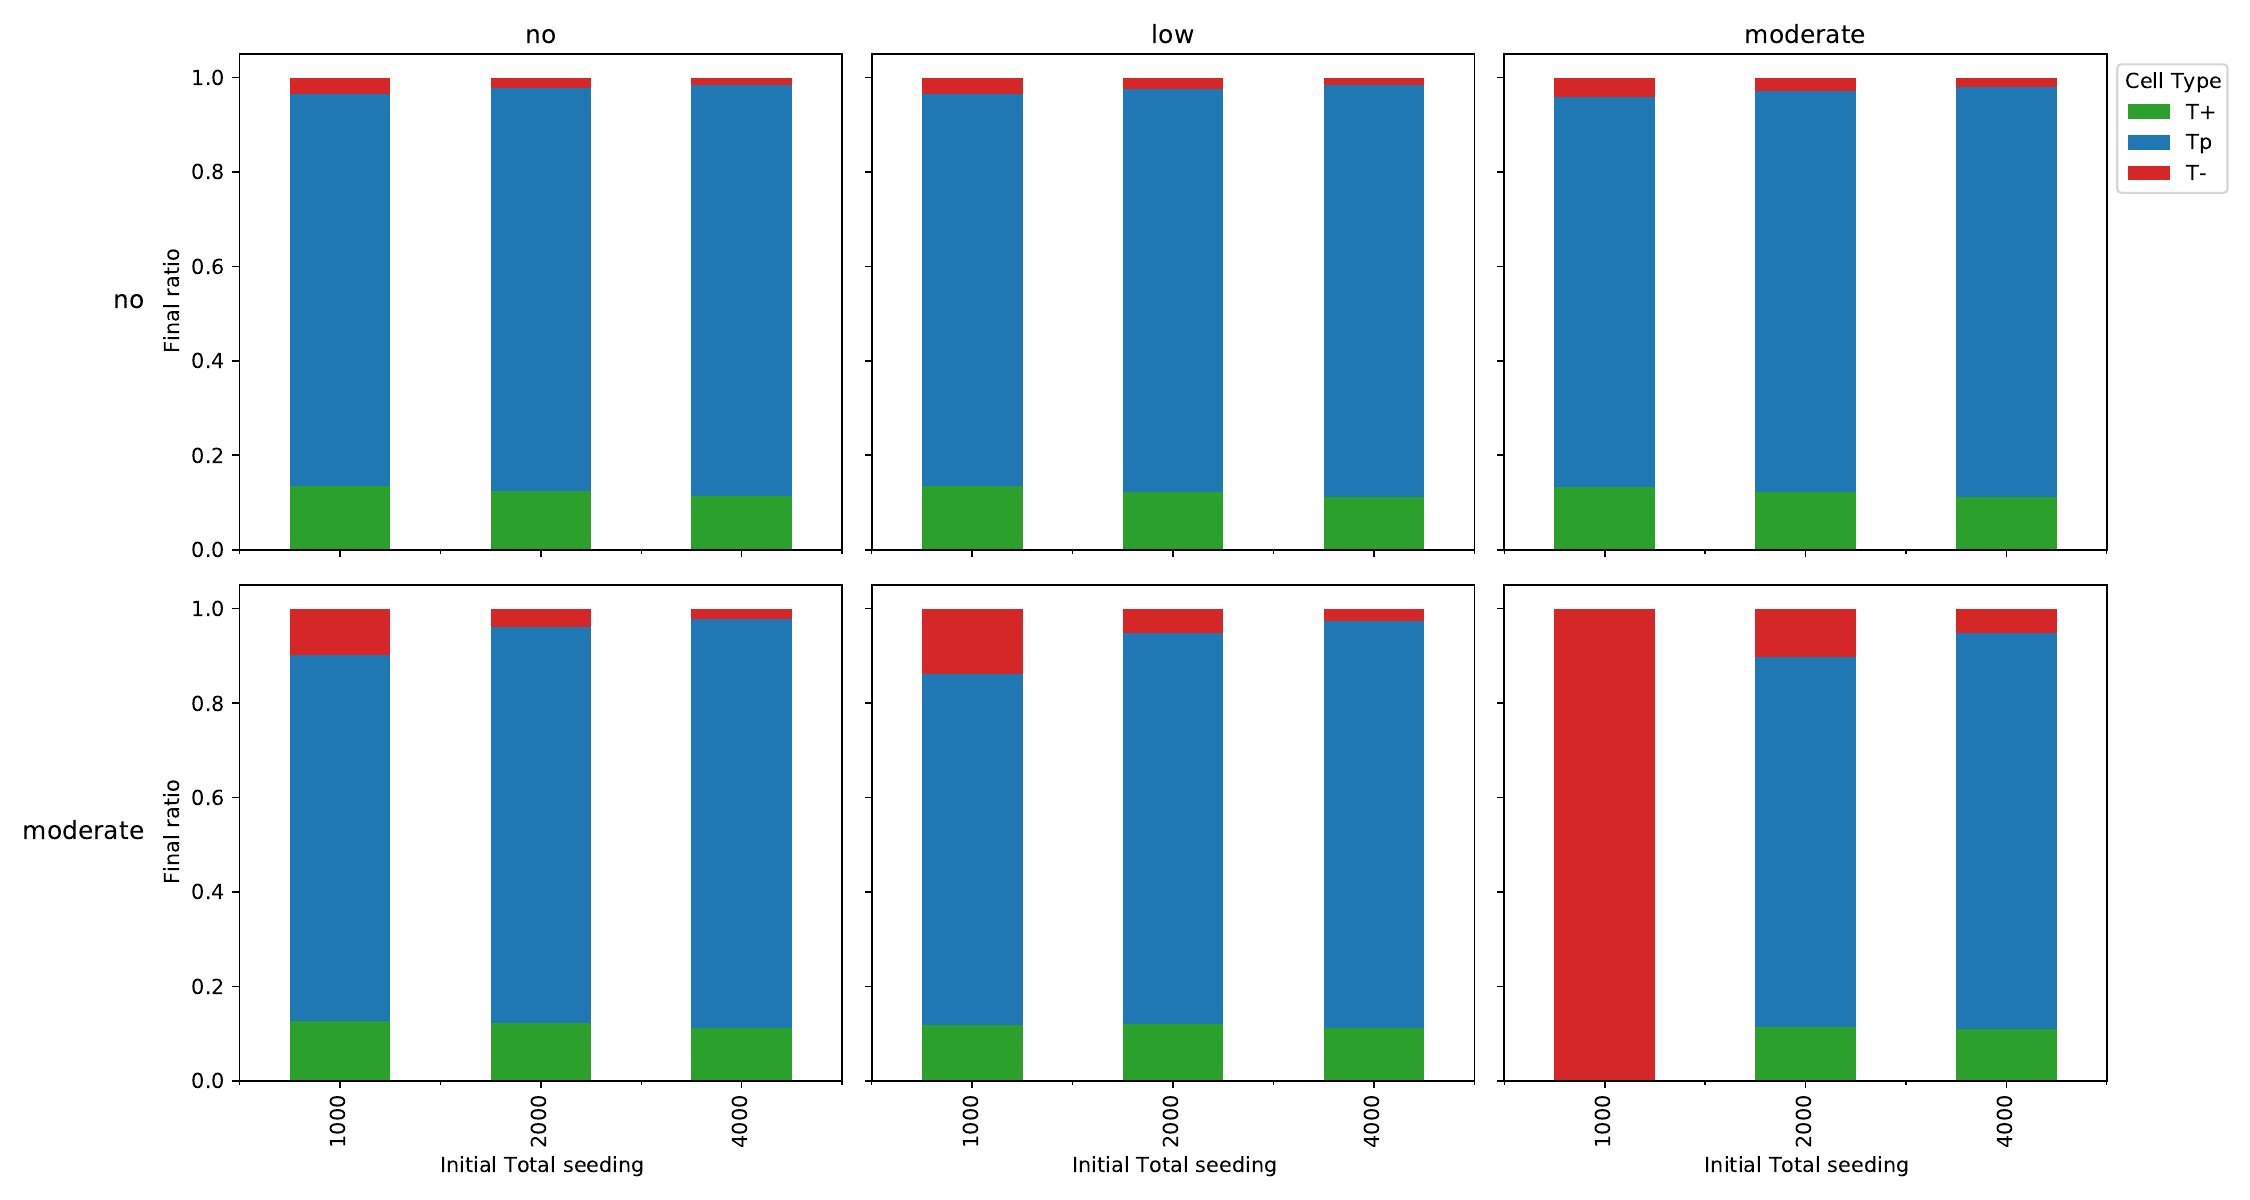 no
low
moderate
Cell Type
T+
Tp
T-
no
Final ratio
1.0
0.8
0.6
0.4
0.2
0.0
moderate
Final ratio
1.0
0.8
0.6
0.4
0.2
0.0
1000
2000
4000
1000
2000
4000
1000
2000
4000
Initial Total seeding
Initial Total seeding
Initial Total seeding